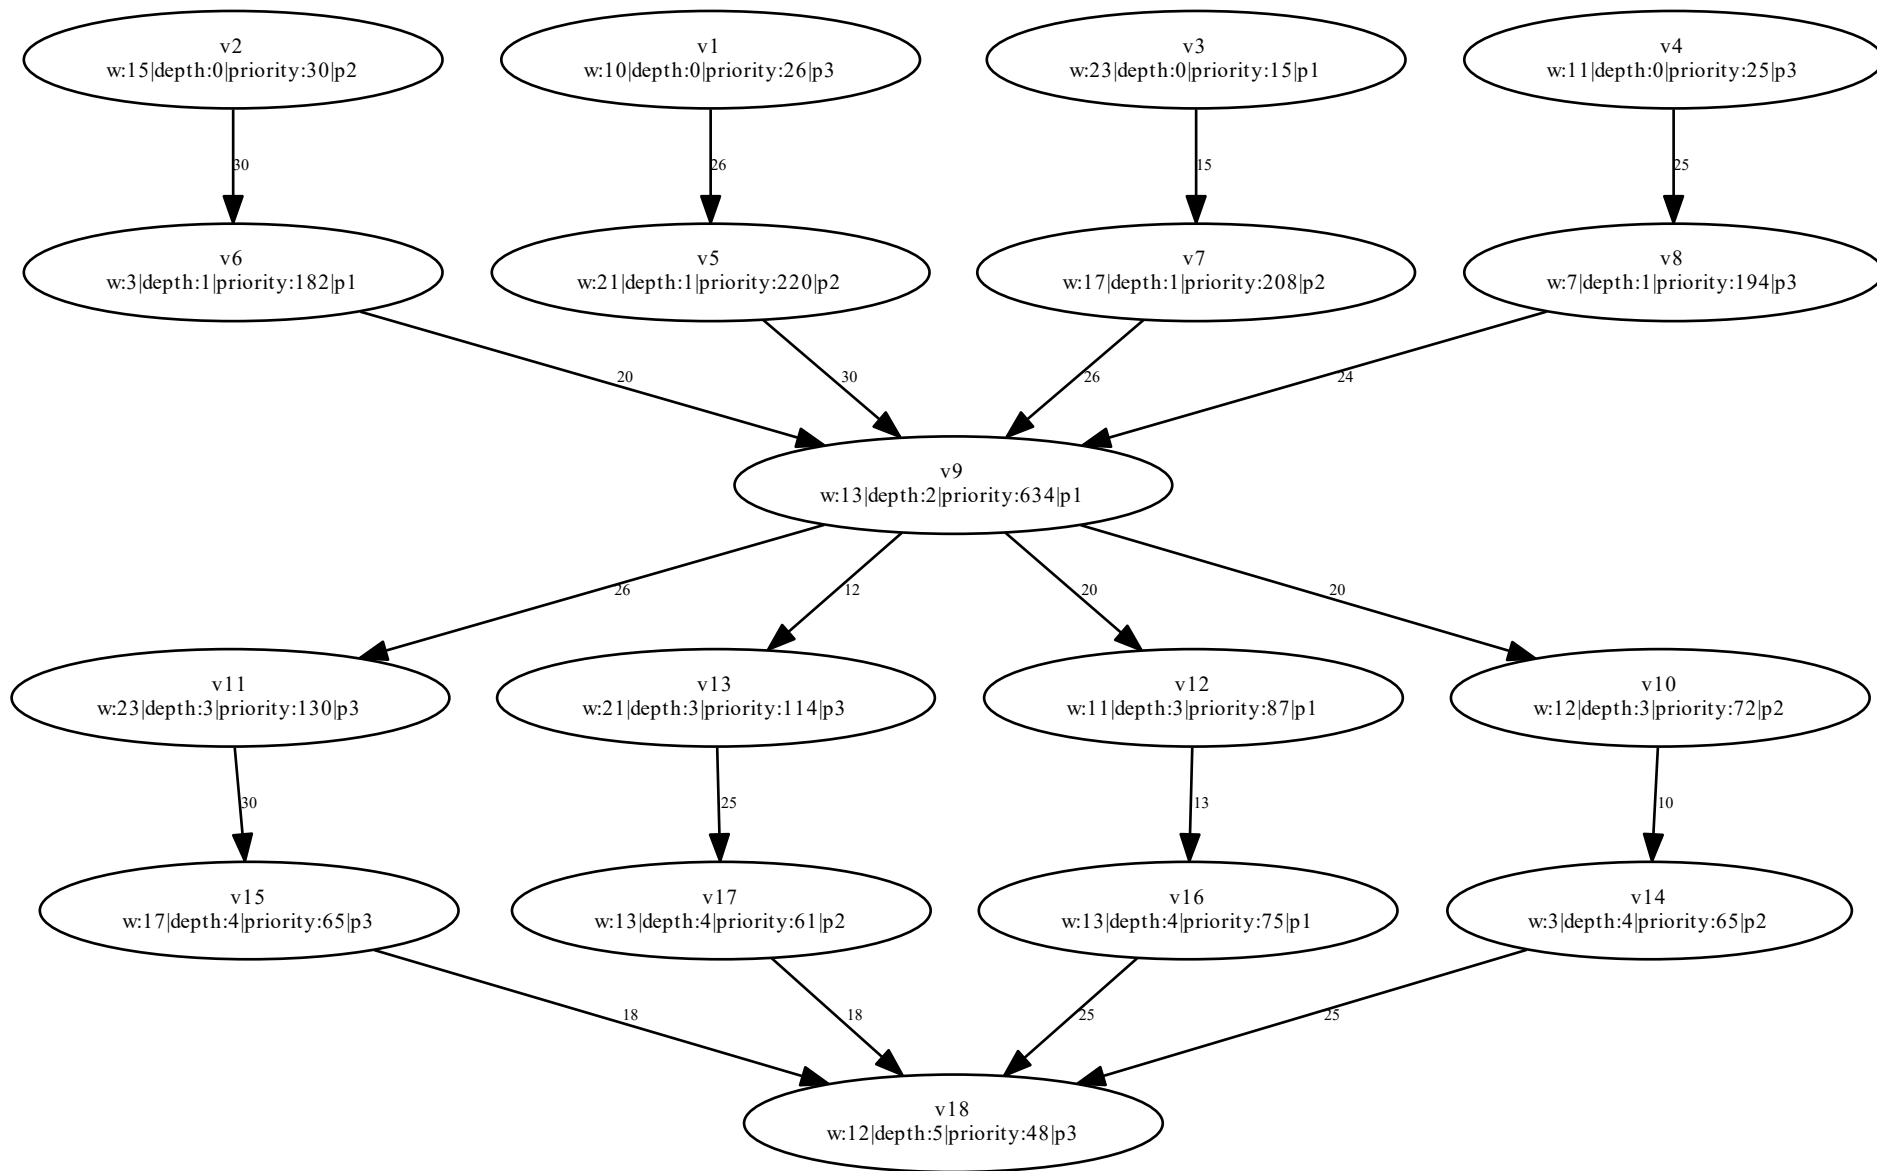 v2
w:15|depth:0|priority:30|p2
v1
w:10|depth:0|priority:26|p3
v3
w:23|depth:0|priority:15|p1
v4
w:11|depth:0|priority:25|p3
30
26
15
25
v6
w:3|depth:1|priority:182|p1
v5
w:21|depth:1|priority:220|p2
v7
w:17|depth:1|priority:208|p2
v8
w:7|depth:1|priority:194|p3
20
30
26
24
v9
w:13|depth:2|priority:634|p1
26
12
20
20
v11
w:23|depth:3|priority:130|p3
v13
w:21|depth:3|priority:114|p3
v12
w:11|depth:3|priority:87|p1
v10
w:12|depth:3|priority:72|p2
30
25
13
10
v15
w:17|depth:4|priority:65|p3
v17
w:13|depth:4|priority:61|p2
v16
w:13|depth:4|priority:75|p1
v14
w:3|depth:4|priority:65|p2
18
18
25
25
v18
w:12|depth:5|priority:48|p3